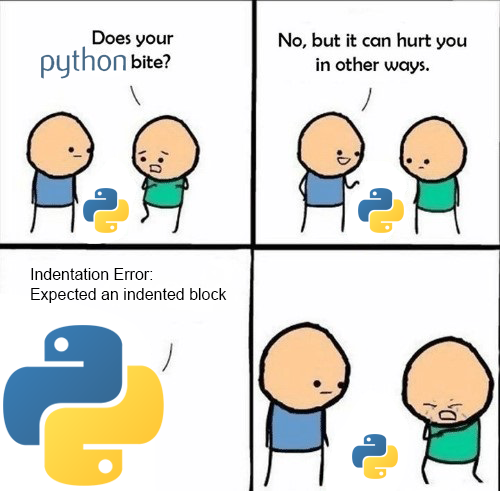 Does your
python bite?
No, but it can hurt you
in other ways.
Indentation Error:
Expected an indented block